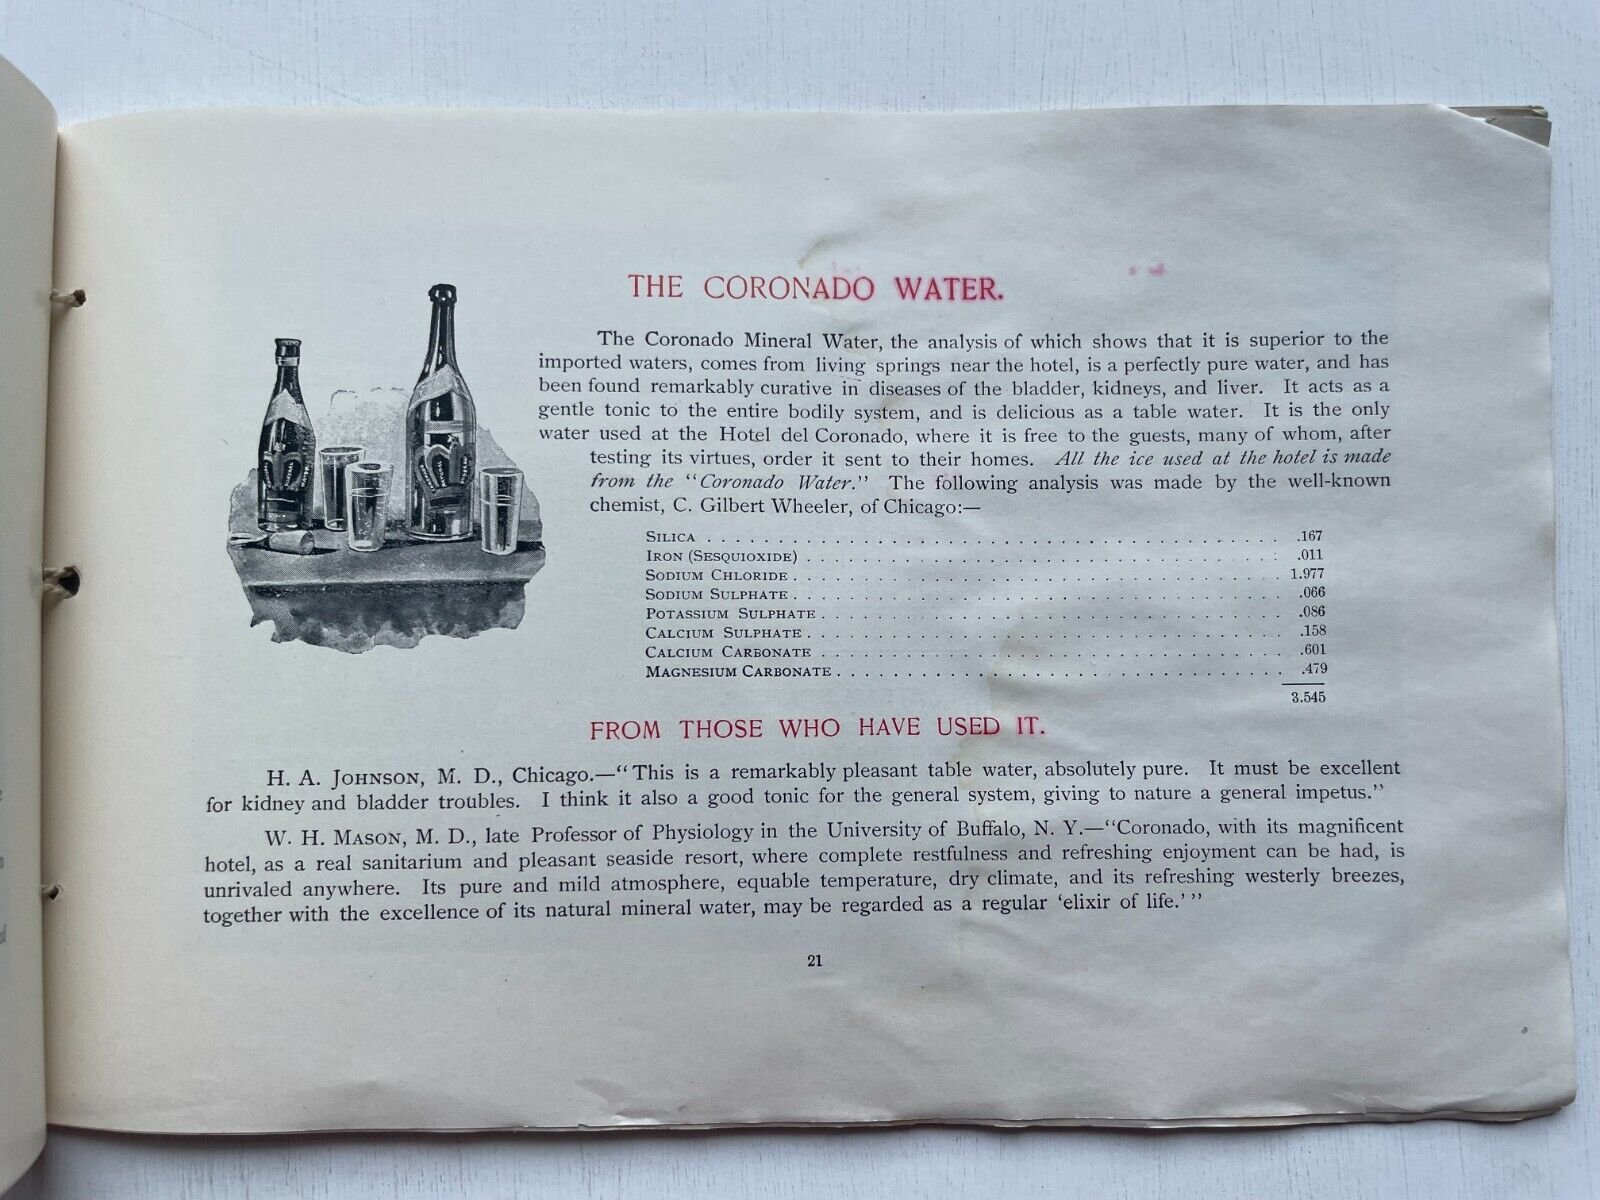 THE CORONADO WATER.
The Coronado Mineral Water, the analysis of which shows that it is superior to the
imported waters, comes from living springs near the hotel, is a perfectly pure water, and has
been found remarkably curative in diseases of the bladder, kidneys, and liver. It acts as a
gentle tonic to the entire bodily system, and is delicious as a table water. It is the only
water used at the Hotel del Coronado, where it is free to the guests, many of whom, after
testing its virtues, order it sent to their homes. All the ice used at the hotel is made
from the "Coronado Water." The following analysis was made by the well-known
chemist, C. Gilbert Wheeler, of Chicago:—
SILICA . . . . . . . . . . . . . . . . . . . . . . . . . . . . . . . . . . . . . . . . .167
IRON (SESQUIOXIDE) . . . . . . . . . . . . . . . . . . . . . . . . . . . . . . . . . .011
SODIUM CHLORIDE . . . . . . . . . . . . . . . . . . . . . . . . . . . . . . . . . . 1.977
SODIUM SULPHATE . . . . . . . . . . . . . . . . . . . . . . . . . . . . . . . . . . .066
POTASSIUM SULPHATE . . . . . . . . . . . . . . . . . . . . . . . . . . . . . . . . .086
CALCIUM SULPHATE . . . . . . . . . . . . . . . . . . . . . . . . . . . . . . . . . .158
CALCIUM CARBONATE . . . . . . . . . . . . . . . . . . . . . . . . . . . . . . . . .601
MAGNESIUM CARBONATE . . . . . . . . . . . . . . . . . . . . . . . . . . . . . . . .479
3.545
FROM THOSE WHO HAVE USED IT.
H. A. JOHNSON, M. D., Chicago.—"This is a remarkably pleasant table water, absolutely pure. It must be excellent
for kidney and bladder troubles. I think it also a good tonic for the general system, giving to nature a general impetus."
W. H. MASON, M. D., late Professor of Physiology in the University of Buffalo, N. Y.—"Coronado, with its magnificent
hotel, as a real sanitarium and pleasant seaside resort, where complete restfulness and refreshing enjoyment can be had, is
unrivaled anywhere. Its pure and mild atmosphere, equable temperature, dry climate, and its refreshing westerly breezes,
together with the excellence of its natural mineral water, may be regarded as a regular 'elixir of life.'"
21